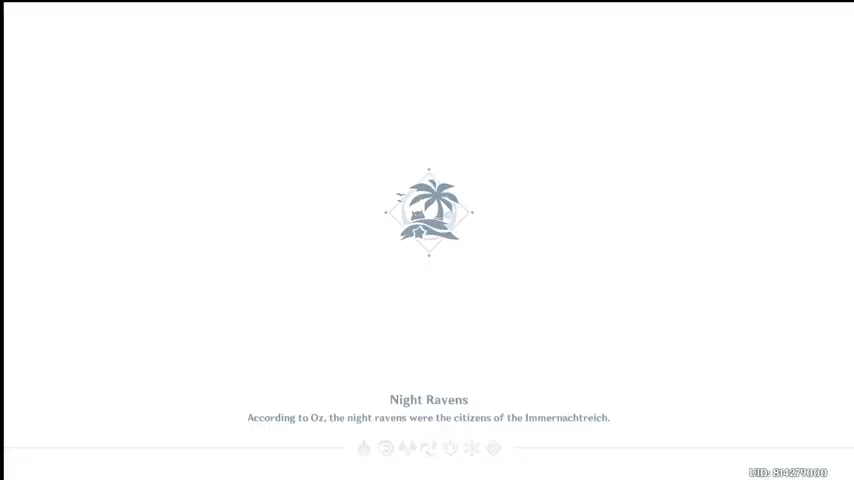 Night Ravens
According to Oz, the night ravens were the citizens of the Immernachtreich.
UID: 814279000